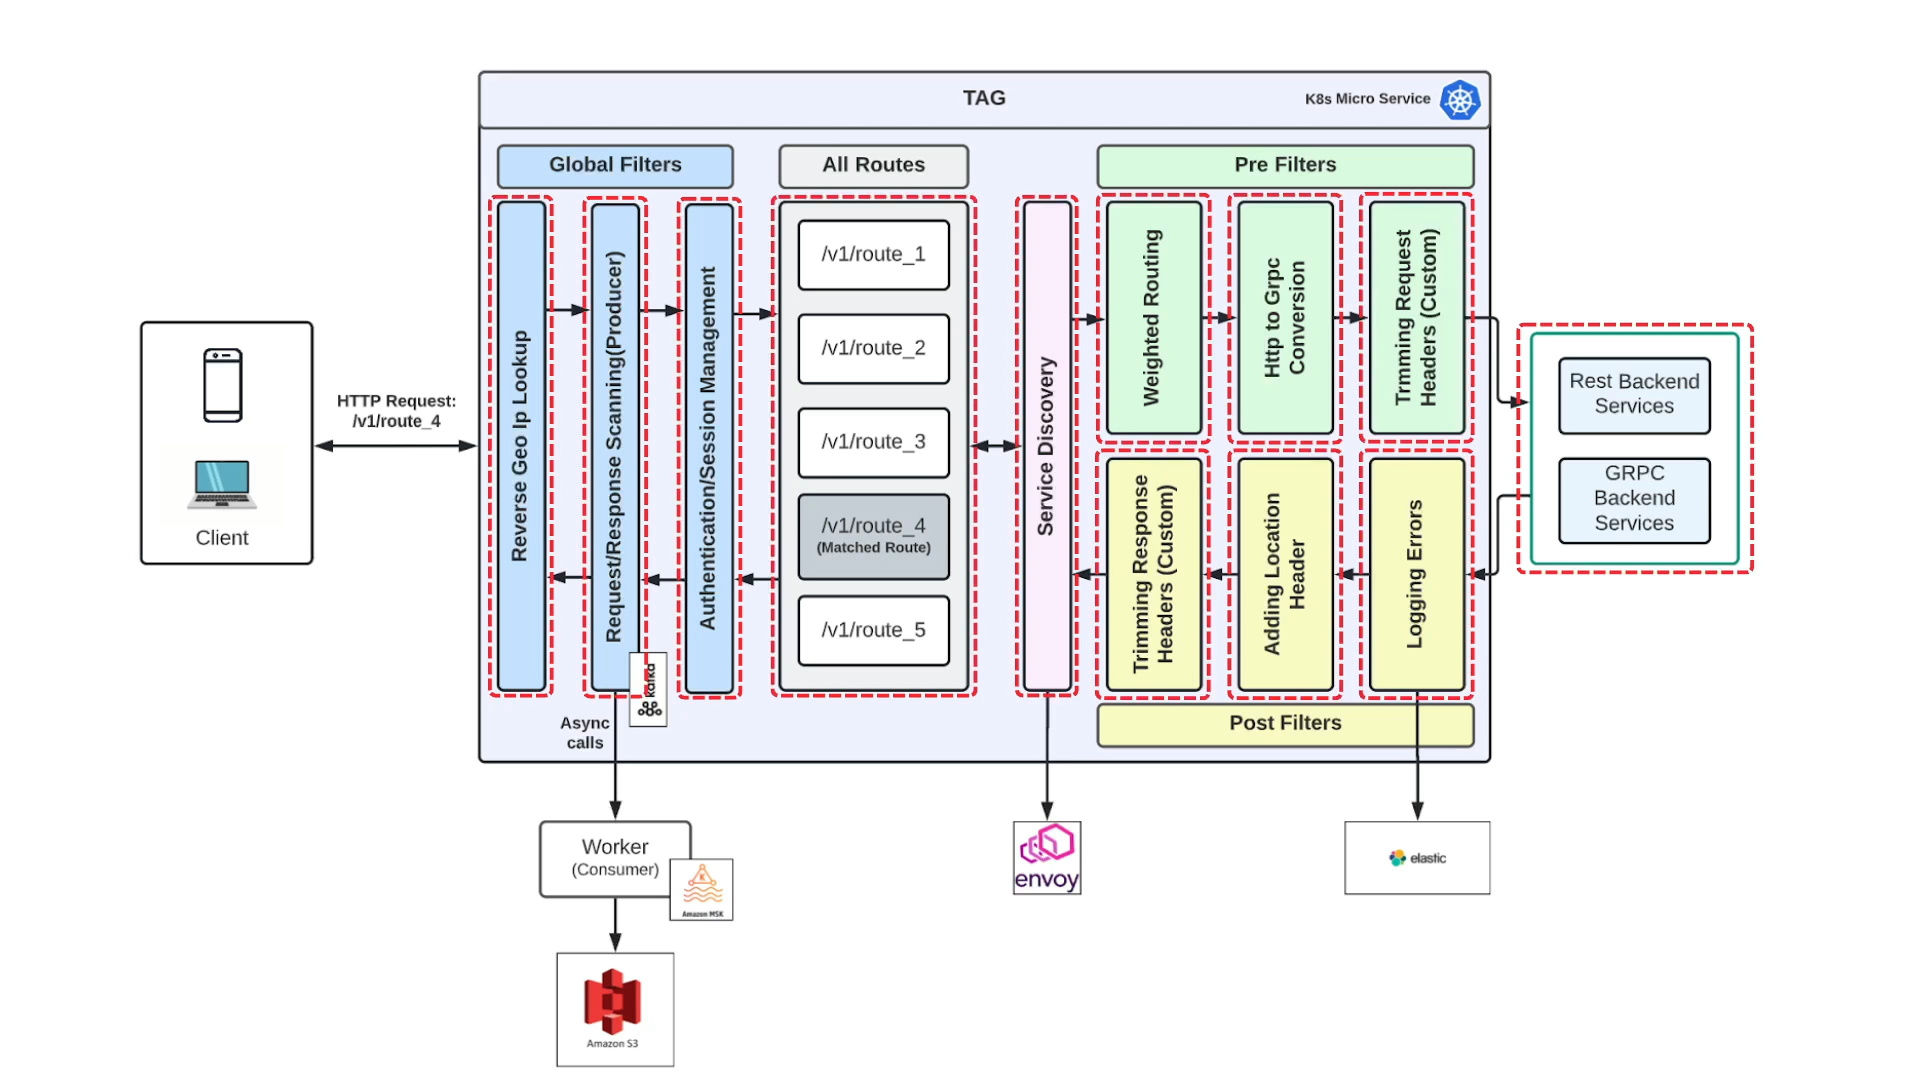 TAG
K8s Micro Service
Global Filters
All Routes
Pre Filters
Reverse Geo Ip Lookup
Request/Response Scanning(Producer)
Authentication/Session Management
/v1/route_1
/v1/route_2
/v1/route_3
/v1/route_4
(Matched Route)
/v1/route_5
Service Discovery
Weighted Routing
Http to Grpc
Conversion
Trmming Request
Headers (Custom)
Trimming Response
Headers (Custom)
Adding Location
Header
Logging Errors
Post Filters
HTTP Request:
/v1/route_4
Client
Rest Backend
Services
GRPC
Backend
Services
kafka
Async
calls
Worker
(Consumer)
Amazon MSK
Amazon S3
envoy
elastic